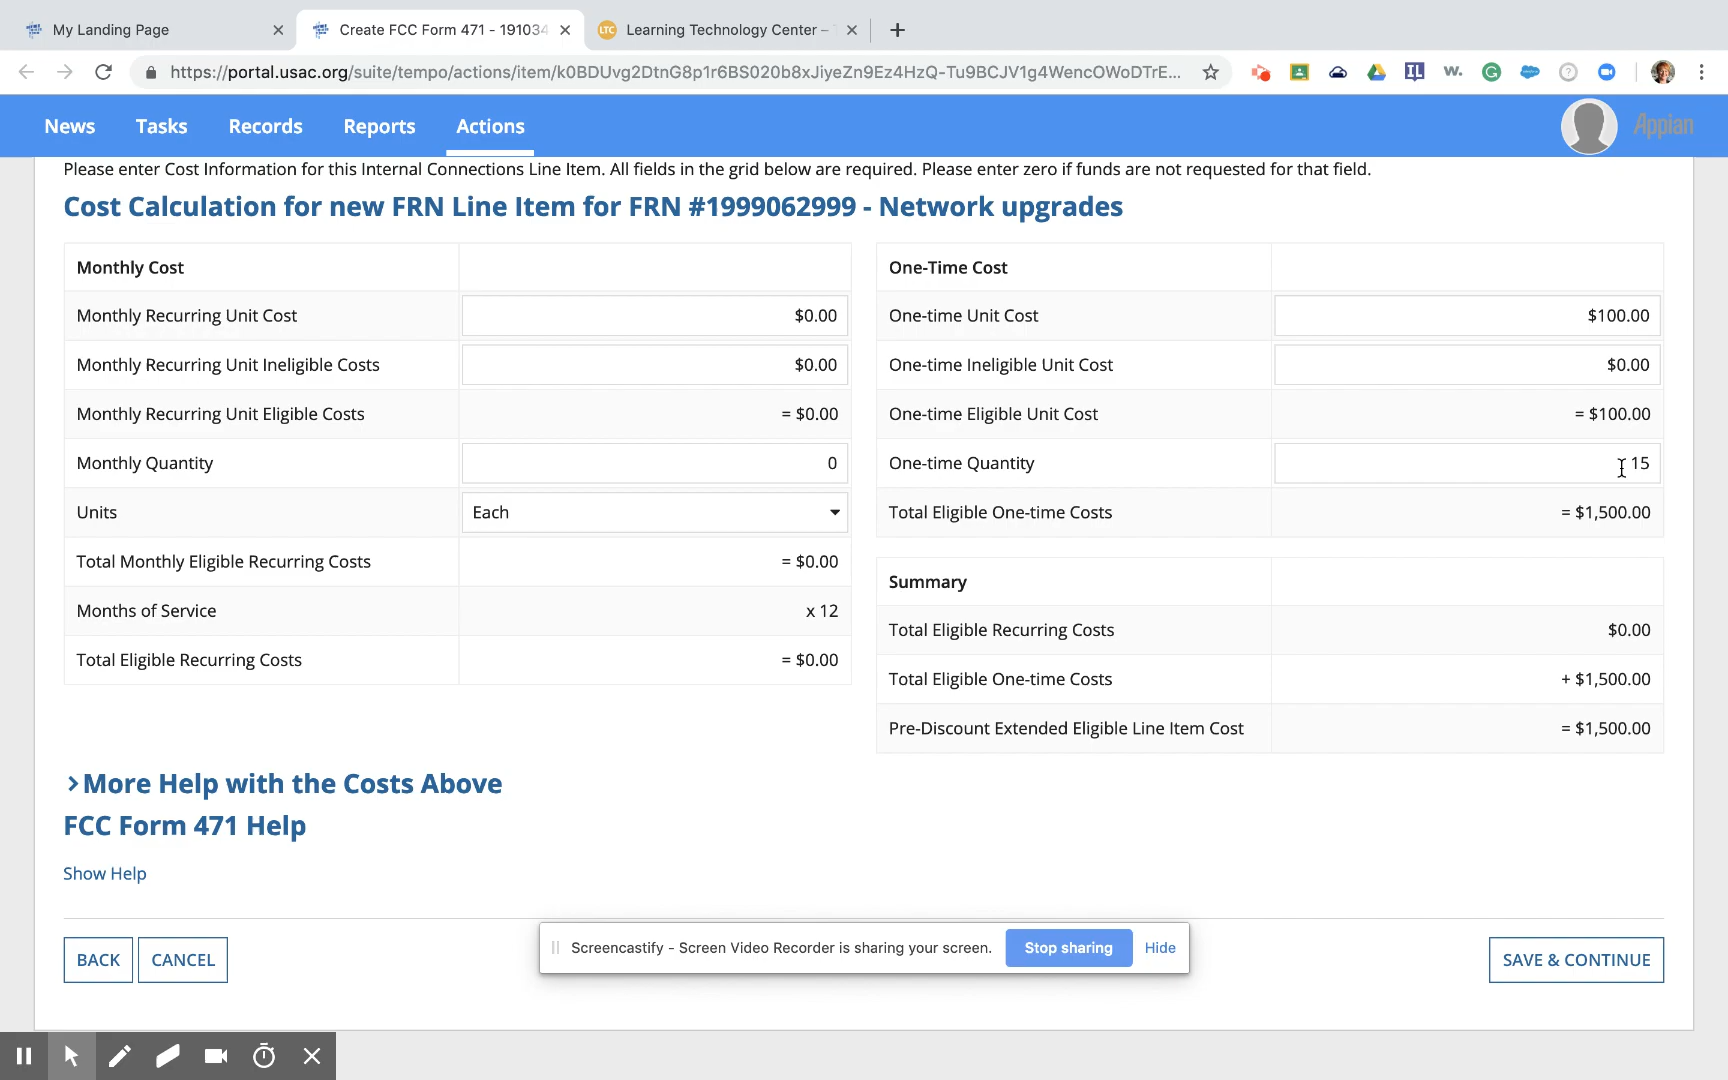 My Landing Page
Create FCC Form 471 - 191034
LTC
Learning Technology Center –
https://portal.usac.org/suite/tempo/actions/item/k0BDUvg2DtnG8p1r6BS020b8xJiyeZn9Ez4HzQ-Tu9BCJV1g4WencOWoDTrE...
IL
w.
G
?
News
Tasks
Records
Reports
Actions
Appian
Please enter Cost Information for this Internal Connections Line Item. All fields in the grid below are required. Please enter zero if funds are not requested for that field.
Cost Calculation for new FRN Line Item for FRN #1999062999 - Network upgrades
Monthly Cost
Monthly Recurring Unit Cost $0.00
Monthly Recurring Unit Ineligible Costs $0.00
Monthly Recurring Unit Eligible Costs = $0.00
Monthly Quantity 0
Units Each
Total Monthly Eligible Recurring Costs = $0.00
Months of Service x 12
Total Eligible Recurring Costs = $0.00
One-Time Cost
One-time Unit Cost $100.00
One-time Ineligible Unit Cost $0.00
One-time Eligible Unit Cost = $100.00
One-time Quantity 15
Total Eligible One-time Costs = $1,500.00
Summary
Total Eligible Recurring Costs $0.00
Total Eligible One-time Costs + $1,500.00
Pre-Discount Extended Eligible Line Item Cost = $1,500.00
More Help with the Costs Above
FCC Form 471 Help
Show Help
BACK
CANCEL
Screencastify - Screen Video Recorder is sharing your screen.
Stop sharing
Hide
SAVE & CONTINUE